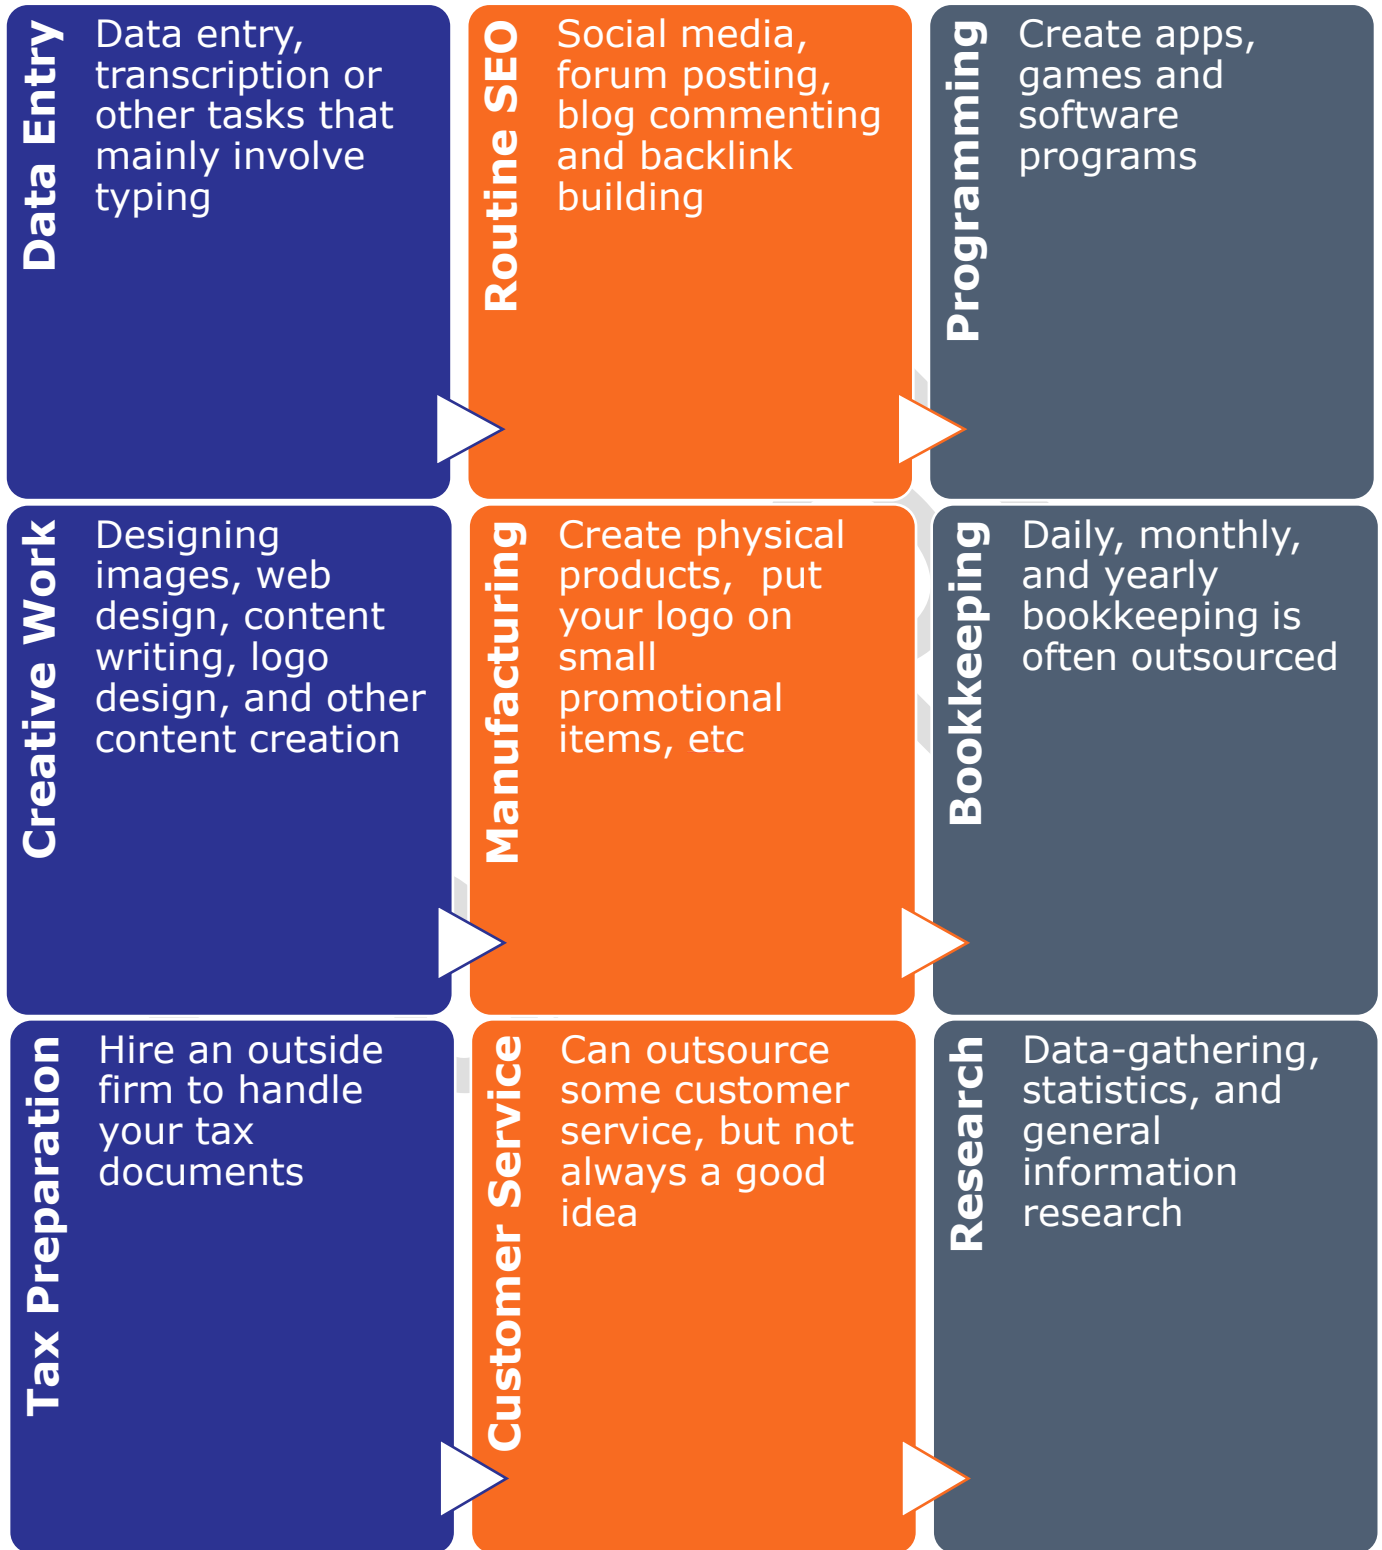 Data Entry
Data entry,
transcription or
other tasks that
mainly involve
typing
Routine SEO
Social media,
forum posting,
blog commenting
and backlink
building
Programming
Create apps,
games and
software
programs
Creative Work
Designing
images, web
design, content
writing, logo
design, and other
content creation
Manufacturing
Create physical
products,  put
your logo on
small
promotional
items, etc
Bookkeeping
Daily, monthly,
and yearly
bookkeeping is
often outsourced
Tax Preparation
Hire an outside
firm to handle
your tax
documents
Customer Service
Can outsource
some customer
service, but not
always a good
idea
Research
Data-gathering,
statistics, and
general
information
research